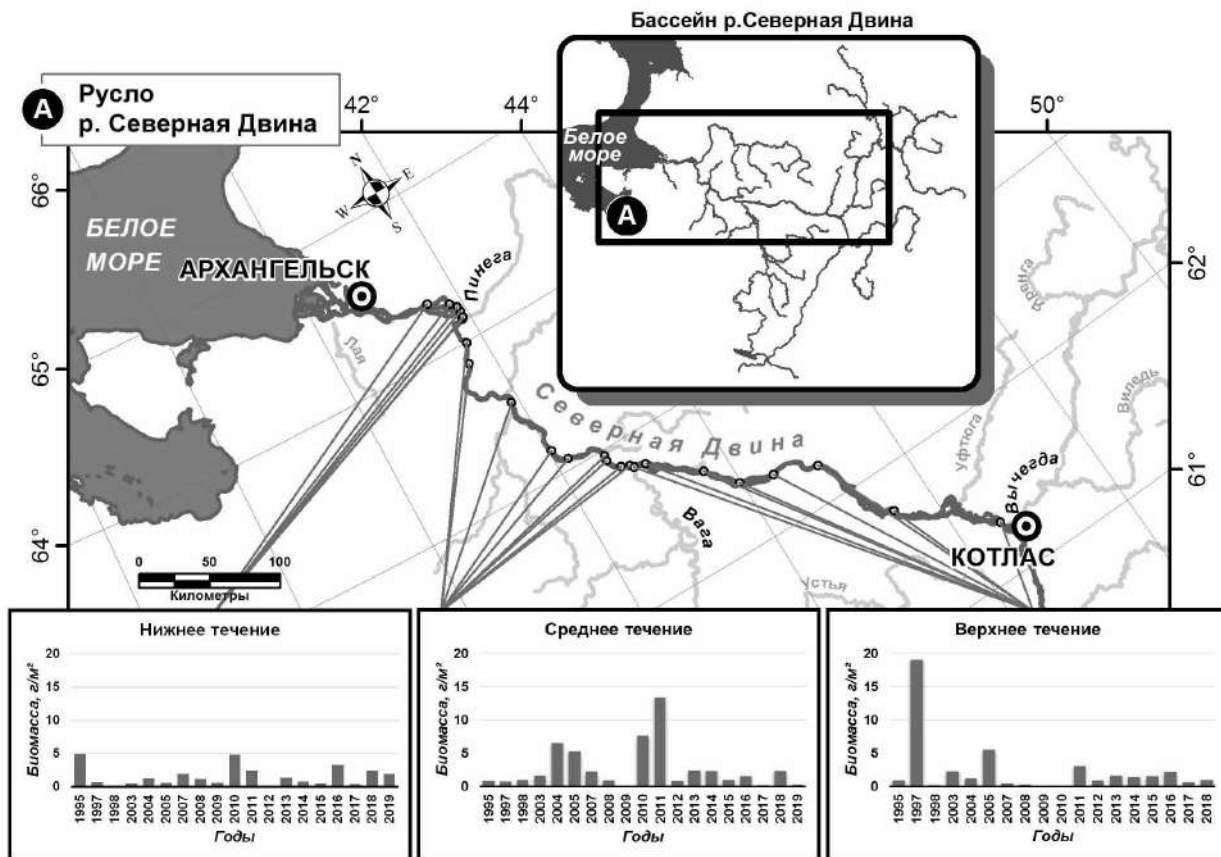 Бассейн р.Северная Двина
А
Русло
р. Северная Двина
42°
44°
50°
66°
65°
64°
62°
61°
Белое
море
А
N
E
W
S
БЕЛОЕ
МОРЕ
АРХАНГЕЛЬСК
Пинега
Лая
Северная Двина
Вага
Устья
Уфтюга
Яренга
Виледь
Вычегда
КОТЛАС
0 50 100
Километры
Нижнее течение
Биомасса, г/м²
20
15
10
5
0
1995 1997 1998 2003 2004 2005 2007 2008 2009 2010 2011 2012 2013 2014 2015 2016 2017 2018 2019
Годы
Среднее течение
Биомасса, г/м²
20
15
10
5
0
1995 1997 1998 2003 2004 2005 2007 2008 2009 2010 2011 2012 2013 2014 2015 2016 2017 2018 2019
Годы
Верхнее течение
Биомасса, г/м²
20
15
10
5
0
1995 1997 1998 2003 2004 2005 2007 2008 2009 2010 2011 2012 2013 2014 2015 2016 2017 2018
Годы